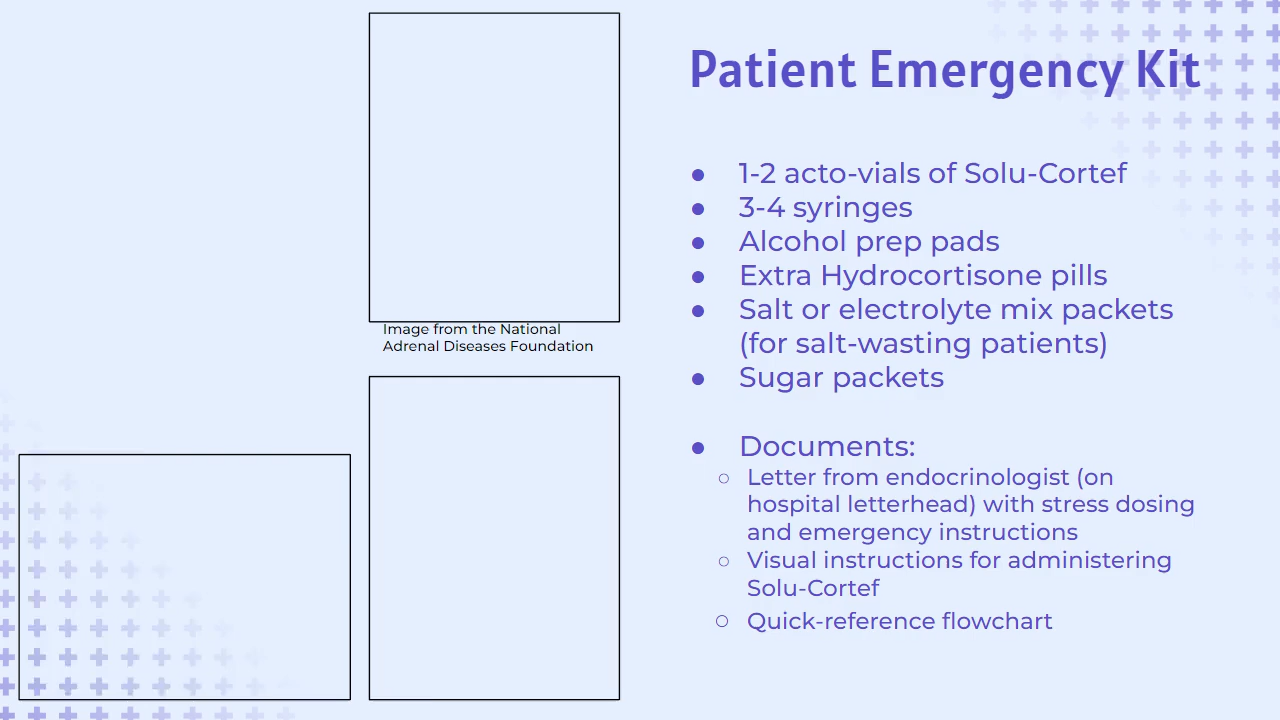 Patient Emergency Kit
● 1-2 acto-vials of Solu-Cortef
● 3-4 syringes
● Alcohol prep pads
● Extra Hydrocortisone pills
● Salt or electrolyte mix packets
(for salt-wasting patients)
● Sugar packets
● Documents:
○ Letter from endocrinologist (on
hospital letterhead) with stress dosing
and emergency instructions
○ Visual instructions for administering
Solu-Cortef
○ Quick-reference flowchart
Image from the National
Adrenal Diseases Foundation